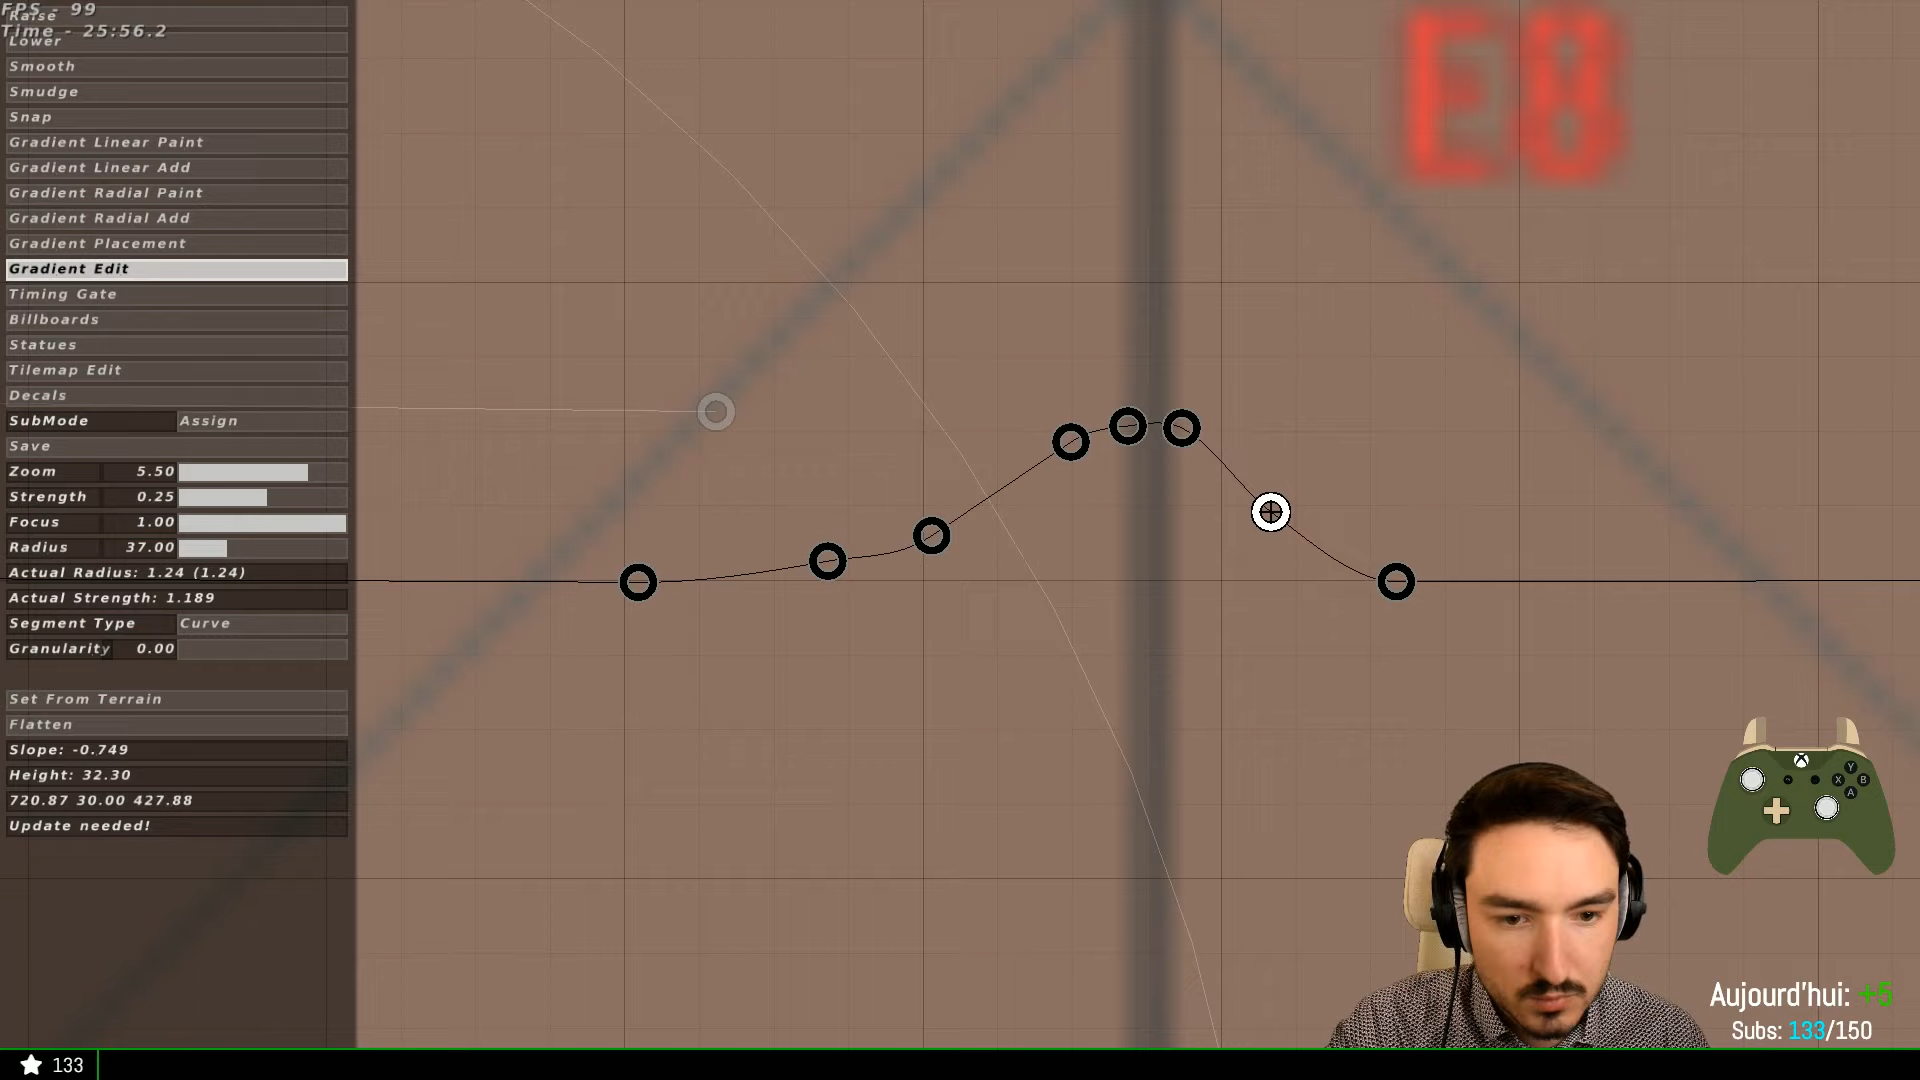 FPS - 99
Raise
Time - 25:56.2
Lower
Smooth
Smudge
Snap
Gradient Linear Paint
Gradient Linear Add
Gradient Radial Paint
Gradient Radial Add
Gradient Placement
Gradient Edit
Timing Gate
Billboards
Statues
Tilemap Edit
Decals
SubMode Assign
Save
Zoom 5.50
Strength 0.25
Focus 1.00
Radius 37.00
Actual Radius: 1.24 (1.24)
Actual Strength: 1.189
Segment Type Curve
Granularity 0.00
Set From Terrain
Flatten
Slope: -0.749
Height: 32.30
720.87 30.00 427.88
Update needed!
E8
Y
X B
A
Aujourd'hui: +5
Subs: 133/150
133